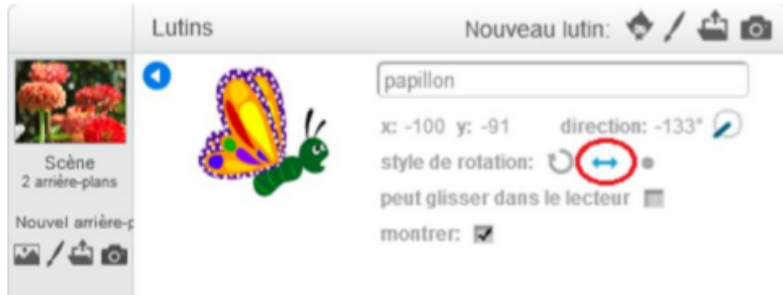 Lutins
Nouveau lutin:
papillon
x: -100 y: -91 direction: -133°
style de rotation:
peut glisser dans le lecteur
montrer:
Scène
2 arrière-plans
Nouvel arrière-p